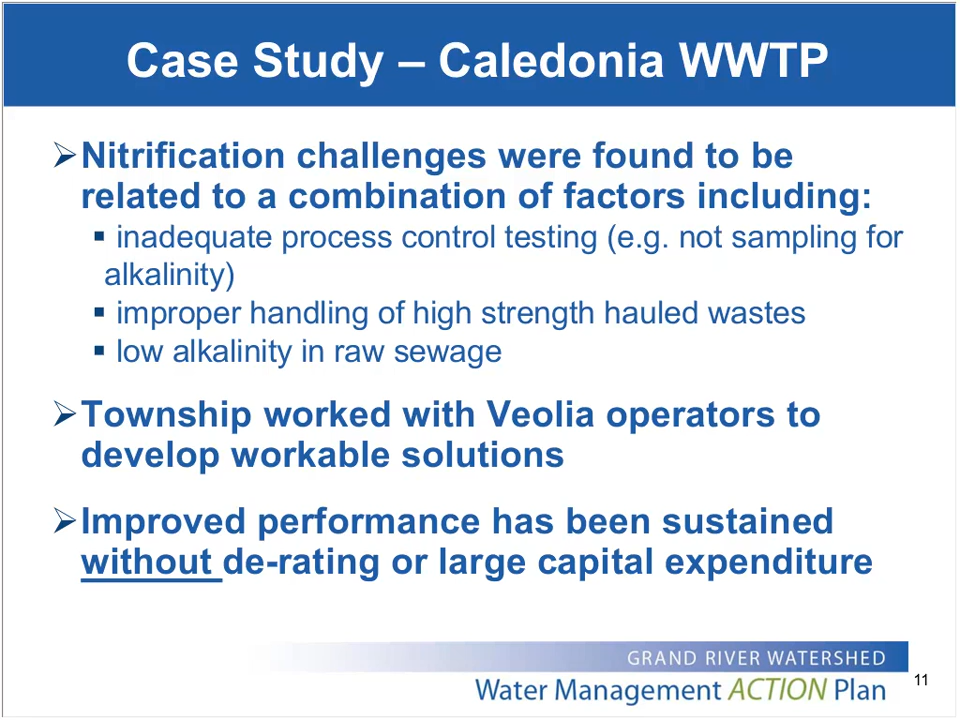 Case Study – Caledonia WWTP
➢Nitrification challenges were found to be
related to a combination of factors including:
▪ inadequate process control testing (e.g. not sampling for
alkalinity)
▪ improper handling of high strength hauled wastes
▪ low alkalinity in raw sewage
➢Township worked with Veolia operators to
develop workable solutions
➢Improved performance has been sustained
without de-rating or large capital expenditure
GRAND RIVER WATERSHED
Water Management ACTION Plan
11